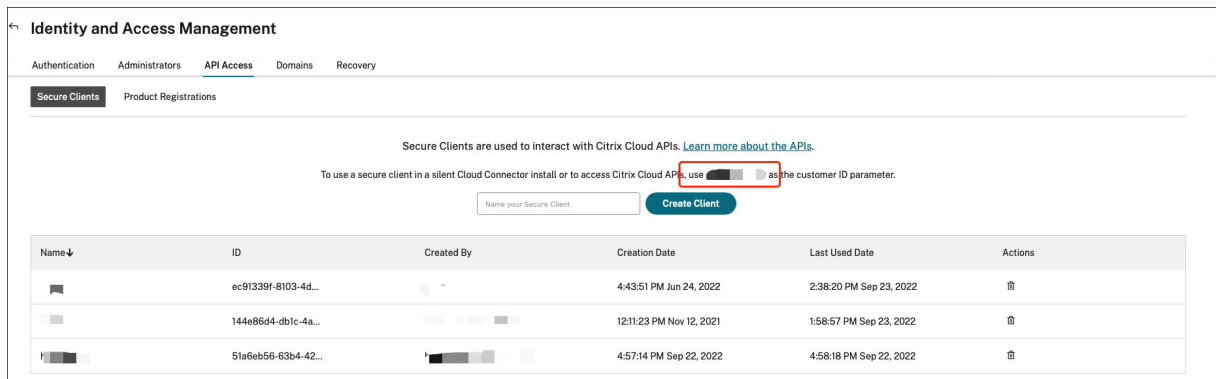 Identity and Access Management
Authentication Administrators API Access Domains Recovery
Secure Clients Product Registrations
Secure Clients are used to interact with Citrix Cloud APIs. Learn more about the APIs.
To use a secure client in a silent Cloud Connector install or to access Citrix Cloud APIs, use as the customer ID parameter.
Name your Secure Client Create Client
Name ID Created By Creation Date Last Used Date Actions
ec91339f-8103-4d... 4:43:51 PM Jun 24, 2022 2:38:20 PM Sep 23, 2022
144e86d4-db1c-4a... 12:11:23 PM Nov 12, 2021 1:58:57 PM Sep 23, 2022
51a6eb56-63b4-42... 4:57:14 PM Sep 22, 2022 4:58:18 PM Sep 22, 2022